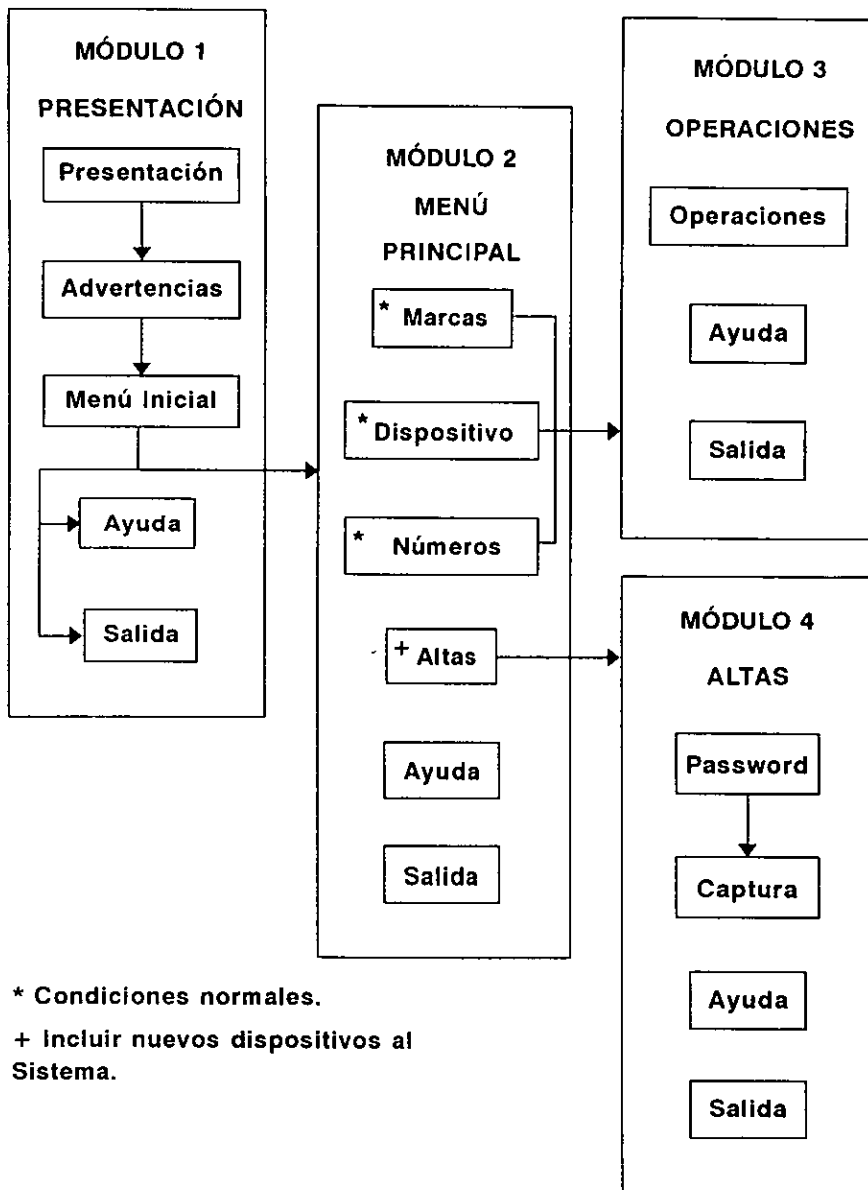 MÓDULO 1
PRESENTACIÓN
Presentación
Advertencias
Menú Inicial
Ayuda
Salida
MÓDULO 2
MENÚ
PRINCIPAL
* Marcas
* Dispositivo
* Números
+ Altas
Ayuda
Salida
MÓDULO 3
OPERACIONES
Operaciones
Ayuda
Salida
MÓDULO 4
ALTAS
Password
Captura
Ayuda
Salida
* Condiciones normales.
+ Incluir nuevos dispositivos al
Sistema.